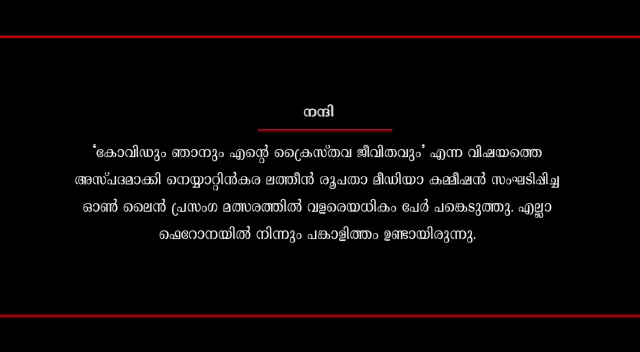 നന്ദി
‘കോവിഡും ഞാനും എന്റെ ക്രൈസ്തവ ജീവിതവും’ എന്ന വിഷയത്തെ
അസ്പദമാക്കി നെയ്യാറ്റിൻകര ലത്തീൻ രൂപതാ മീഡിയാ കമ്മീഷൻ സംഘടിപ്പിച്ച
ഓൺ ലൈൻ പ്രസംഗ മത്സരത്തിൽ വളരെയധികം പേർ പങ്കെടുത്തു. എല്ലാ
ഫെറോനയിൽ നിന്നും പങ്കാളിത്തം ഉണ്ടായിരുന്നു.